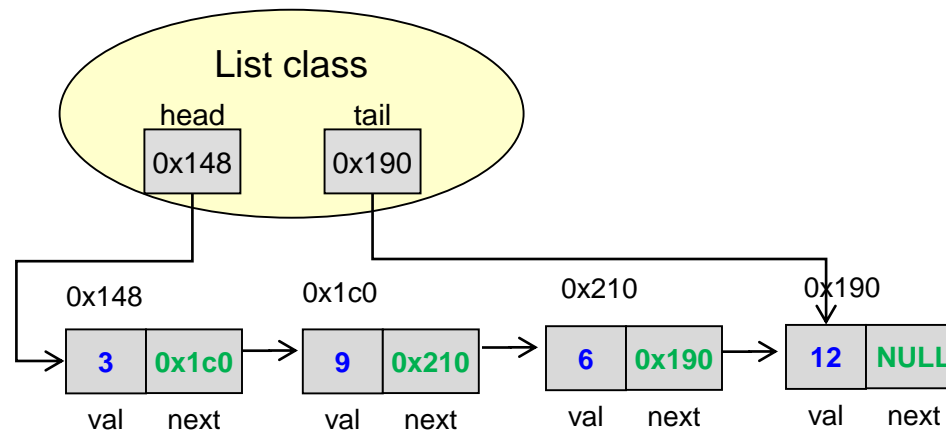 List class
head tail
0x148 0x190
0x148 0x1c0 0x210 0x190
3 0x1c0 9 0x210 6 0x190 12 NULL
val next val next val next val next